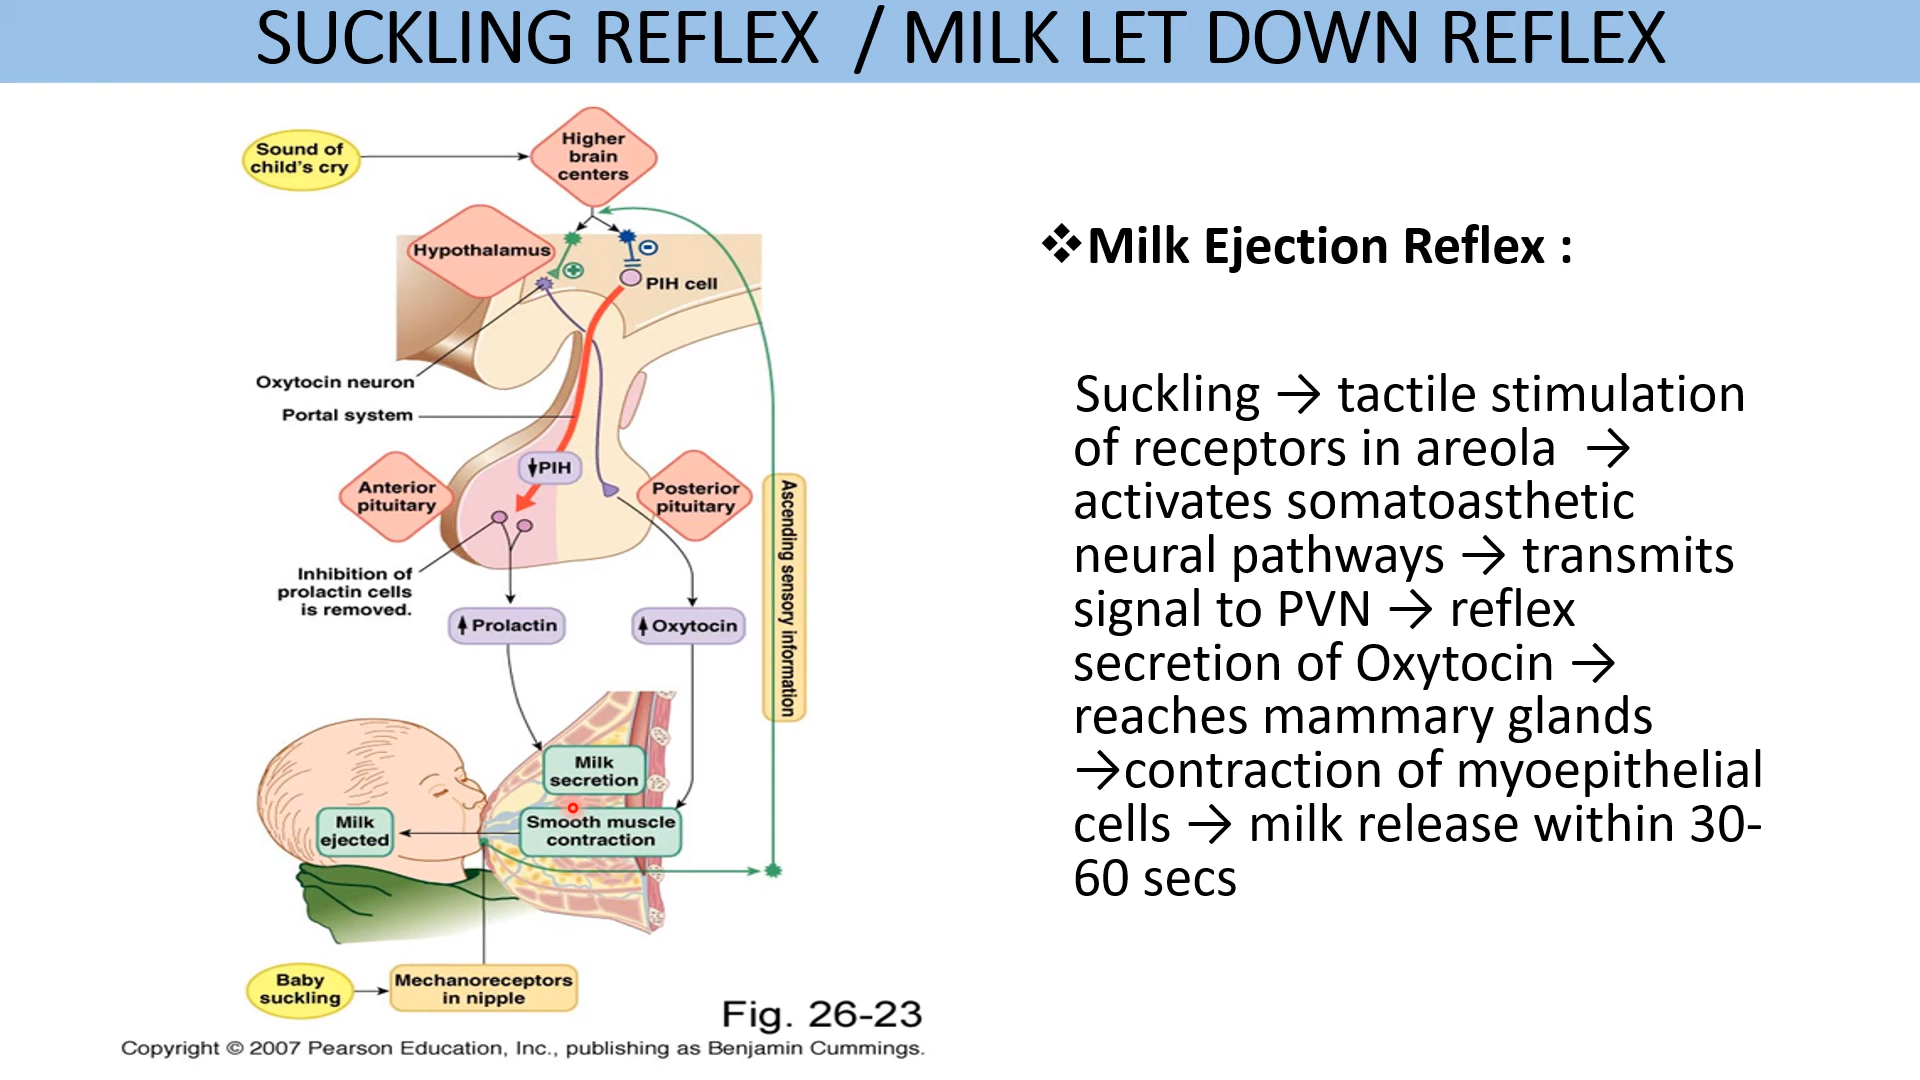 SUCKLING REFLEX / MILK LET DOWN REFLEX
Sound of
child's cry
Higher
brain
centers
Hypothalamus
PIH cell
Oxytocin neuron
Portal system
PIH
Anterior
pituitary
Posterior
pituitary
Inhibition of
prolactin cells
is removed.
Prolactin
Oxytocin
Ascending sensory information
Milk
secretion
Smooth muscle
contraction
Milk
ejected
Baby
suckling
Mechanoreceptors
in nipple
Fig. 26-23
Copyright © 2007 Pearson Education, Inc., publishing as Benjamin Cummings.
❖Milk Ejection Reflex :
Suckling → tactile stimulation
of receptors in areola →
activates somatoasthetic
neural pathways → transmits
signal to PVN → reflex
secretion of Oxytocin →
reaches mammary glands
→contraction of myoepithelial
cells → milk release within 30-
60 secs